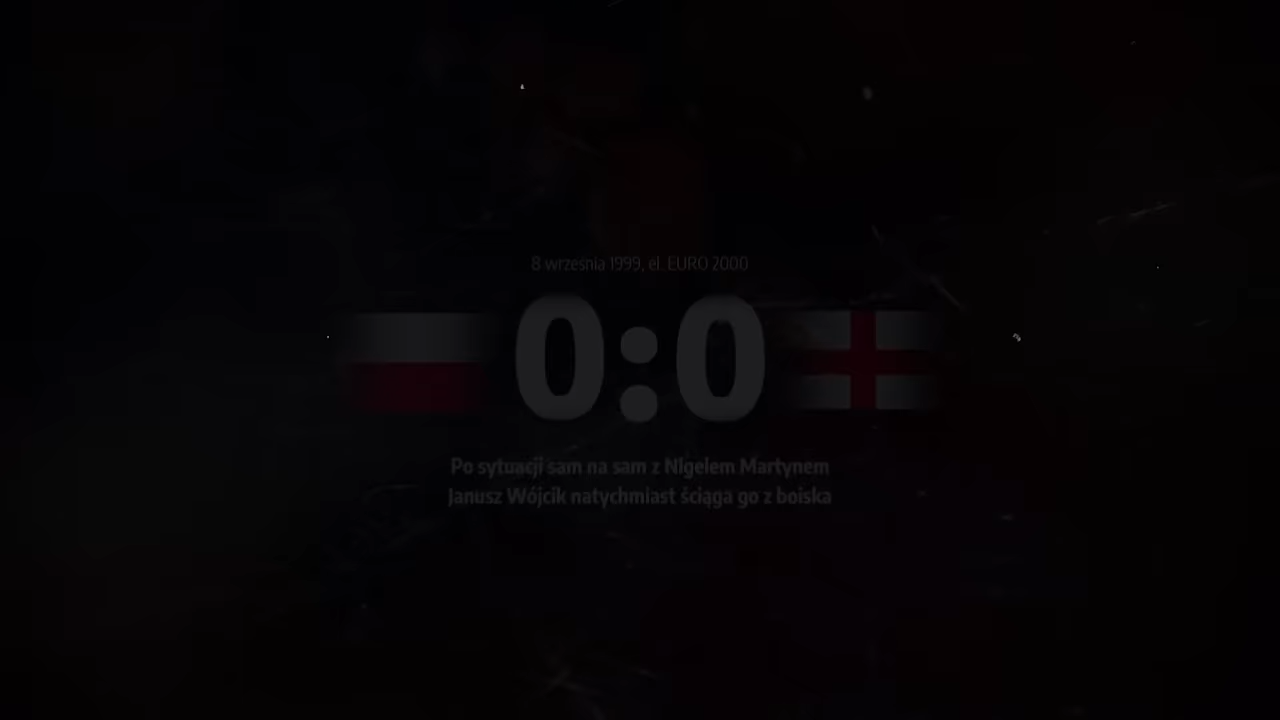 8 września 1999, el. EURO 2000
0:0
Po sytuacji sam na sam z Nigelem Martynem
Janusz Wójcik natychmiast ściąga go z boiska